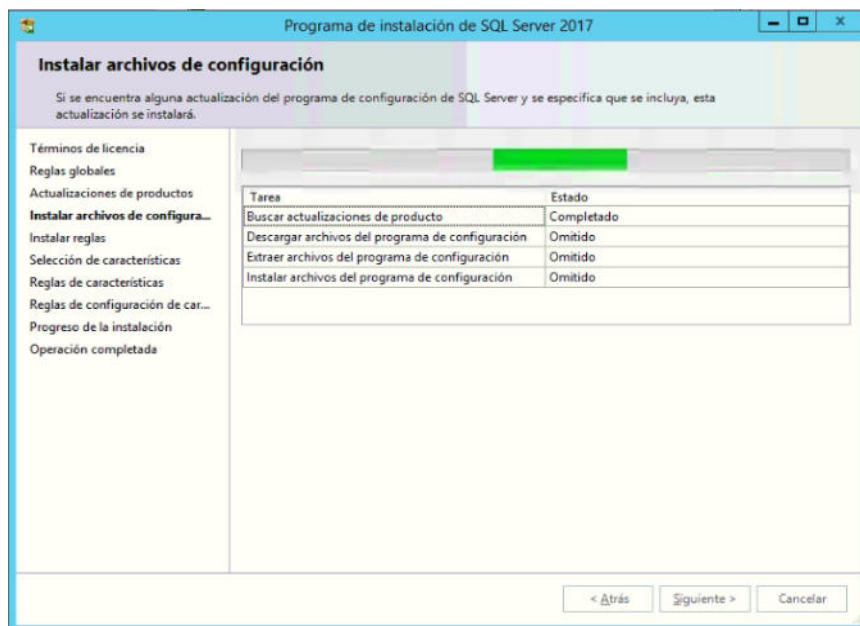 Programa de instalación de SQL Server 2017
Instalar archivos de configuración
Si se encuentra alguna actualización del programa de configuración de SQL Server y se especifica que se incluya, esta
actualización se instalará.
Términos de licencia
Reglas globales
Actualizaciones de productos
Instalar archivos de configura...
Instalar reglas
Selección de características
Reglas de características
Reglas de configuración de car...
Progreso de la instalación
Operación completada
Tarea Estado
Buscar actualizaciones de producto Completado
Descargar archivos del programa de configuración Omitido
Extraer archivos del programa de configuración Omitido
Instalar archivos del programa de configuración Omitido
< Atrás Siguiente > Cancelar